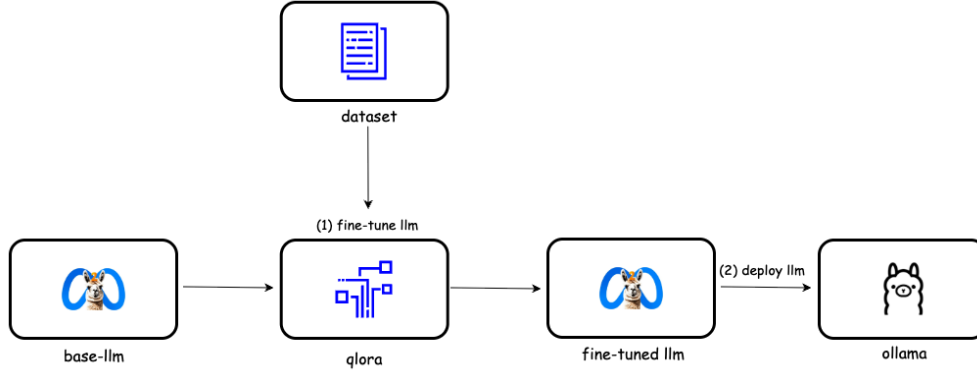 dataset
(1) fine-tune llm
(2) deploy llm
base-llm
qlora
fine-tuned llm
ollama